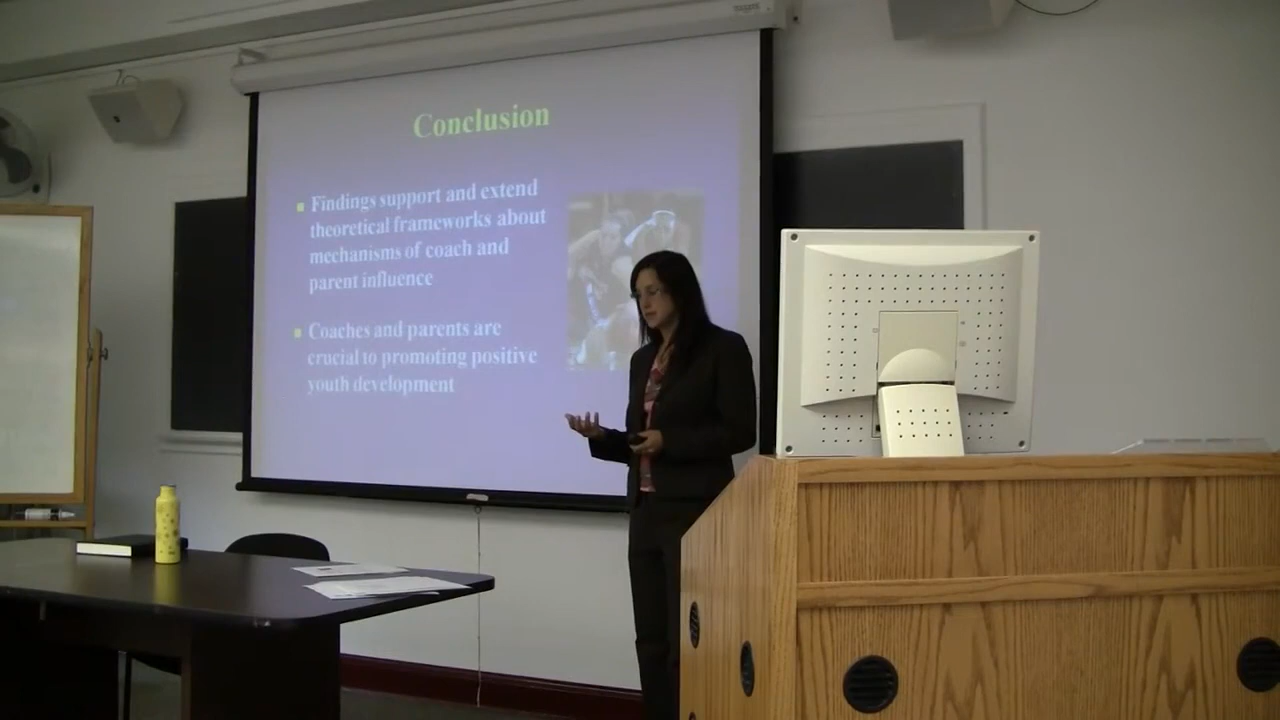 Conclusion
Findings support and extend
theoretical frameworks about
mechanisms of coach and
parent influence
Coaches and parents are
crucial to promoting positive
youth development